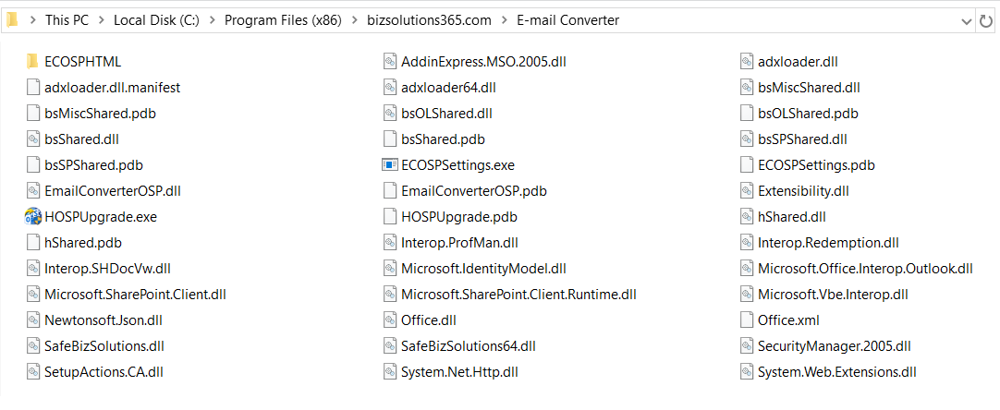 This PC > Local Disk (C:) > Program Files (x86) > bizsolutions365.com > E-mail Converter
ECOSPHTML AddinExpress.MSO.2005.dll adxloader.dll
adxloader.dll.manifest adxloader64.dll bsMiscShared.dll
bsMiscShared.pdb bsOLShared.dll bsOLShared.pdb
bsShared.dll bsShared.pdb bsSPShared.dll
bsSPShared.pdb ECOSPSettings.exe ECOSPSettings.pdb
EmailConverterOSP.dll EmailConverterOSP.pdb Extensibility.dll
HOSPUpgrade.exe HOSPUpgrade.pdb hShared.dll
hShared.pdb Interop.ProfMan.dll Interop.Redemption.dll
Interop.SHDocVw.dll Microsoft.IdentityModel.dll Microsoft.Office.Interop.Outlook.dll
Microsoft.SharePoint.Client.dll Microsoft.SharePoint.Client.Runtime.dll Microsoft.Vbe.Interop.dll
Newtonsoft.Json.dll Office.dll Office.xml
SafeBizSolutions.dll SafeBizSolutions64.dll SecurityManager.2005.dll
SetupActions.CA.dll System.Net.Http.dll System.Web.Extensions.dll